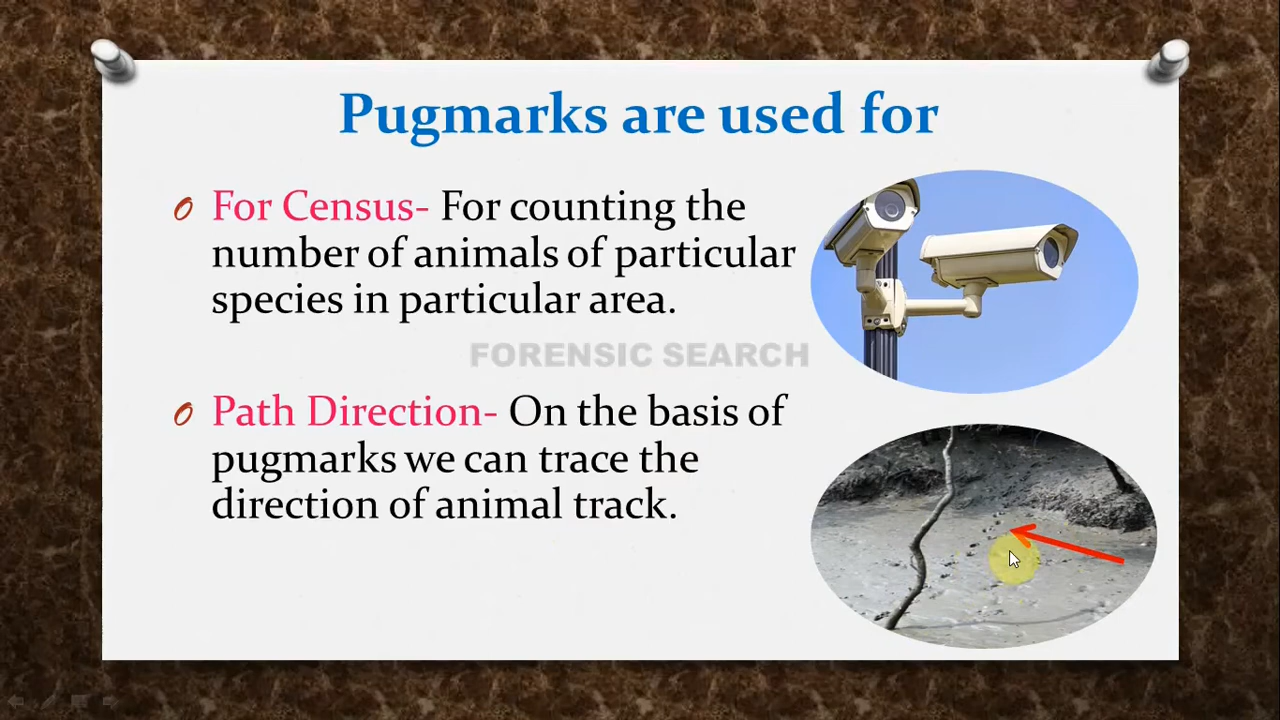 Pugmarks are used for
For Census- For counting the
number of animals of particular
species in particular area.
FORENSIC SEARCH
Path Direction- On the basis of
pugmarks we can trace the
direction of animal track.